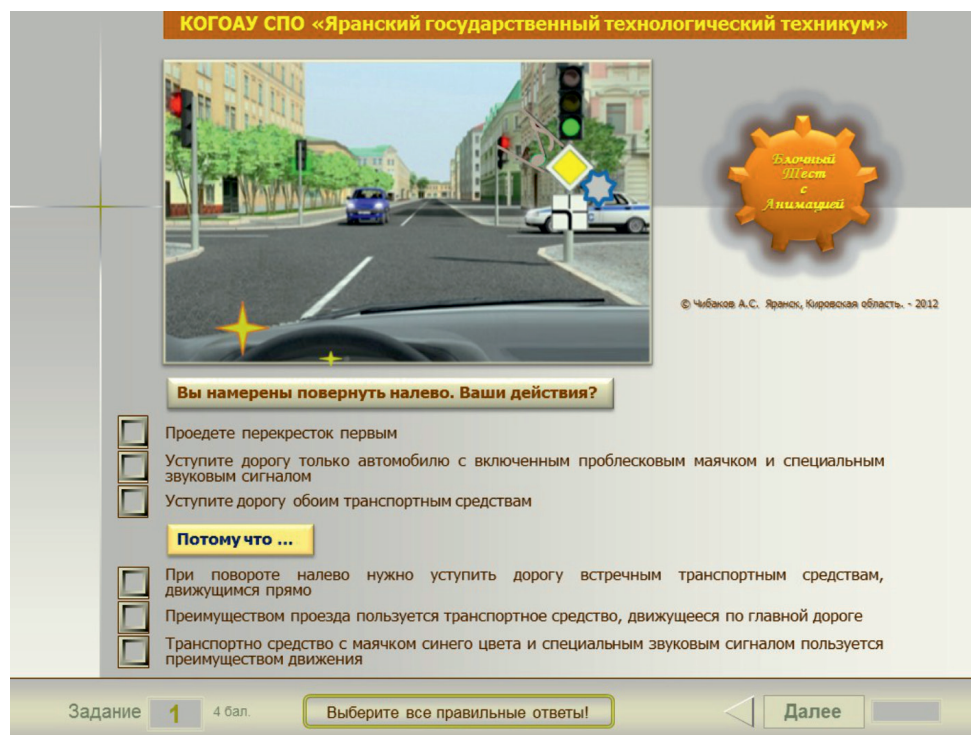 КОГОАУ СПО «Яранский государственный технологический техникум»
Блочный
Тест
с
Анимацией
© Чибаков А.С. Яранск, Кировская область. - 2012
Вы намерены повернуть налево. Ваши действия?
Проедете перекресток первым
Уступите дорогу только автомобилю с включенным проблесковым маячком и специальным
звуковым сигналом
Уступите дорогу обоим транспортным средствам
Потому что ...
При повороте налево нужно уступить дорогу встречным транспортным средствам,
движущимся прямо
Преимуществом проезда пользуется транспортное средство, движущееся по главной дороге
Транспортно средство с маячком синего цвета и специальным звуковым сигналом пользуется
преимуществом движения
Задание 1 4 бал. Выберите все правильные ответы! Далее